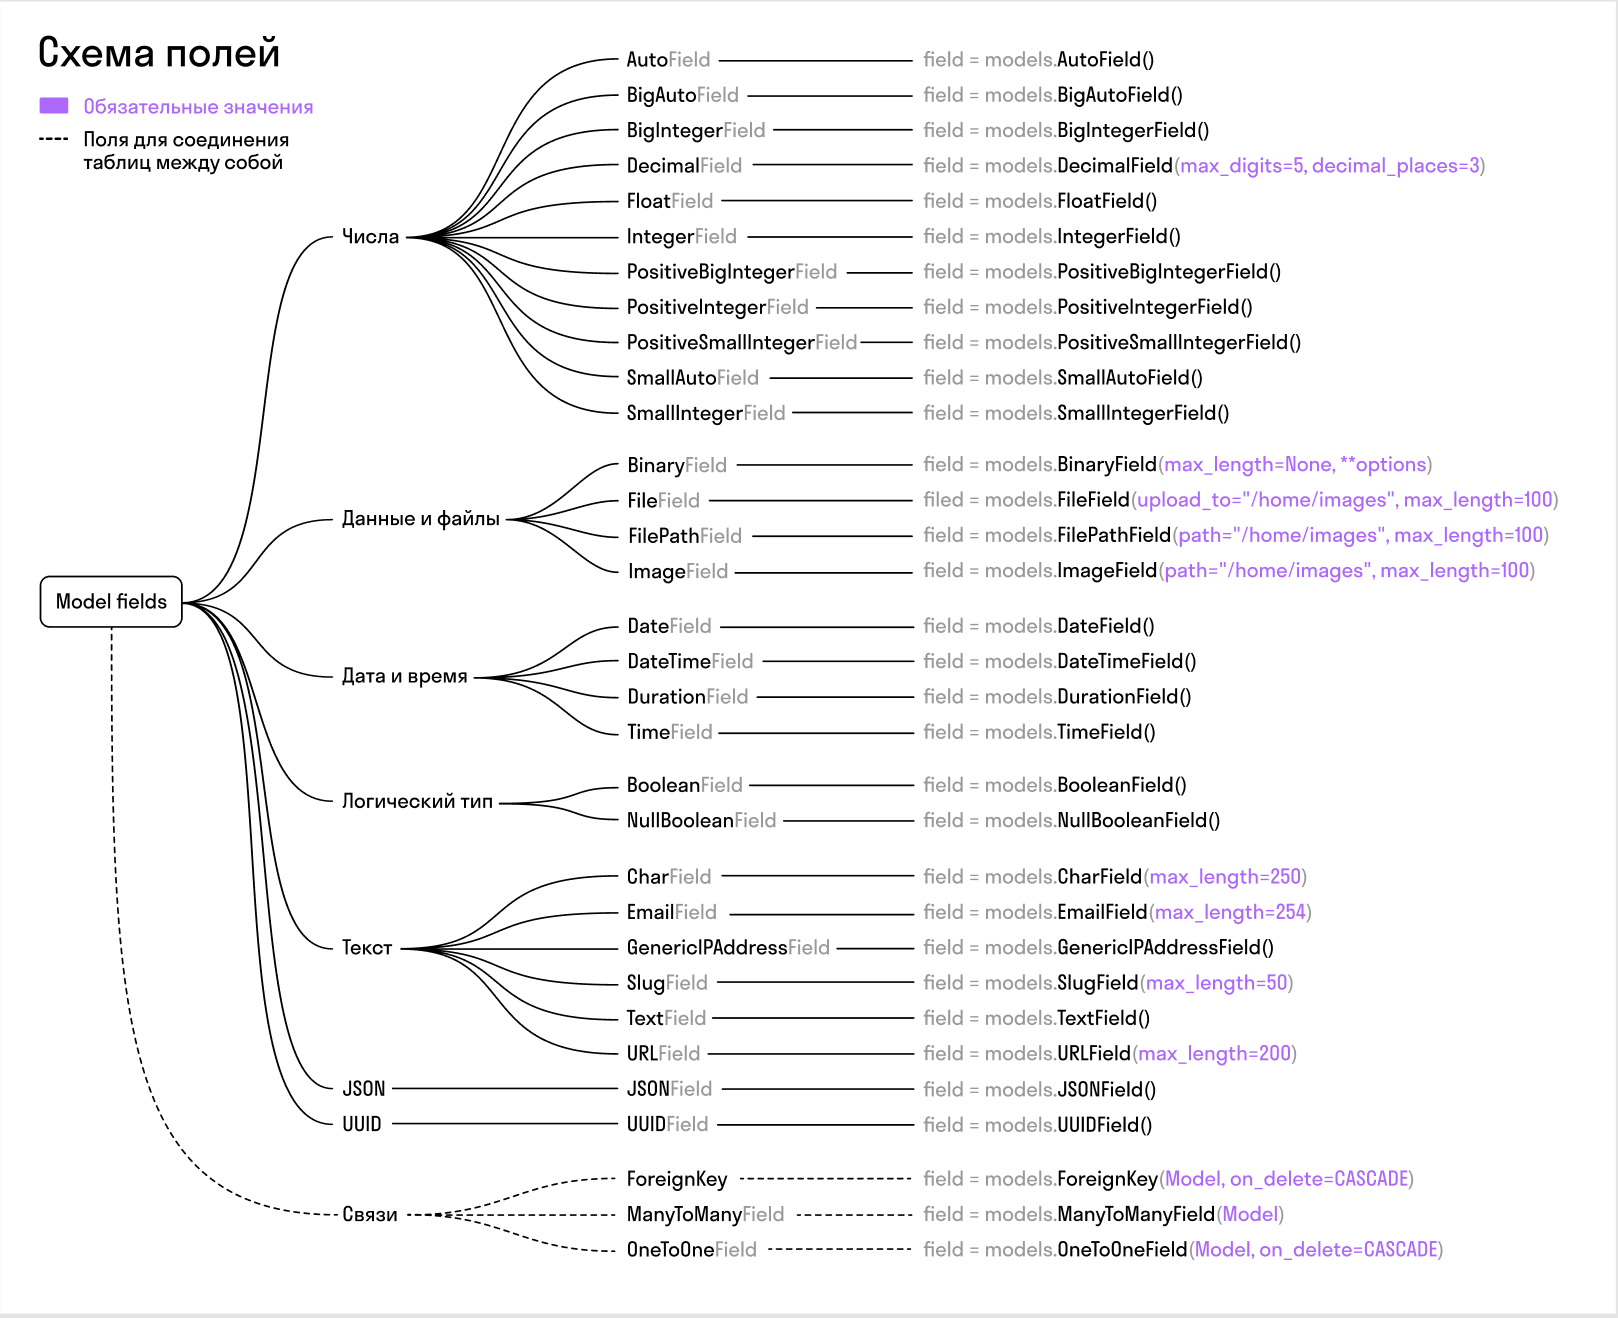 Схема полей
Обязательные значения
Поля для соединения
таблиц между собой
Model fields
Числа
AutoField field = models.AutoField()
BigAutoField field = models.BigAutoField()
BigIntegerField field = models.BigIntegerField()
DecimalField field = models.DecimalField(max_digits=5, decimal_places=3)
FloatField field = models.FloatField()
IntegerField field = models.IntegerField()
PositiveBigIntegerField field = models.PositiveBigIntegerField()
PositiveIntegerField field = models.PositiveIntegerField()
PositiveSmallIntegerField field = models.PositiveSmallIntegerField()
SmallAutoField field = models.SmallAutoField()
SmallIntegerField field = models.SmallIntegerField()
Данные и файлы
BinaryField field = models.BinaryField(max_length=None, **options)
FileField filed = models.FileField(upload_to="/home/images", max_length=100)
FilePathField field = models.FilePathField(path="/home/images", max_length=100)
ImageField field = models.ImageField(path="/home/images", max_length=100)
Дата и время
DateField field = models.DateField()
DateTimeField field = models.DateTimeField()
DurationField field = models.DurationField()
TimeField field = models.TimeField()
Логический тип
BooleanField field = models.BooleanField()
NullBooleanField field = models.NullBooleanField()
Текст
CharField field = models.CharField(max_length=250)
EmailField field = models.EmailField(max_length=254)
GenericIPAddressField field = models.GenericIPAddressField()
SlugField field = models.SlugField(max_length=50)
TextField field = models.TextField()
URLField field = models.URLField(max_length=200)
JSON JSONField field = models.JSONField()
UUID UUIDField field = models.UUIDField()
Связи
ForeignKey field = models.ForeignKey(Model, on_delete=CASCADE)
ManyToManyField field = models.ManyToManyField(Model)
OneToOneField field = models.OneToOneField(Model, on_delete=CASCADE)